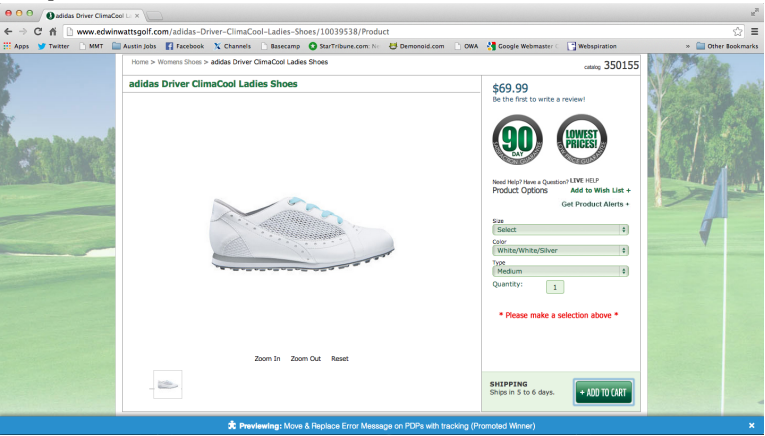 adidas Driver ClimaCool La
www.edwinwattsgolf.com/adidas-Driver-ClimaCool-Ladies-Shoes/10039538/Product
Apps Twitter MMT Austin Jobs Facebook Channels Basecamp StarTribune.com: Ne Demonoid.com OWA Google Webmaster Webspiration » Other Bookmarks
Home > Womens Shoes > adidas Driver ClimaCool Ladies Shoes
catalog 350155
adidas Driver ClimaCool Ladies Shoes
$69.99
Be the first to write a review!
90
DAY
LOWEST
PRICES!
LOW PRICE GUARANTEE
Need Help? Have a Question? LIVE HELP
Product Options Add to Wish List +
Get Product Alerts +
Size
Select
Color
White/White/Silver
Type
Medium
Quantity: 1
* Please make a selection above *
Zoom In Zoom Out Reset
SHIPPING
Ships in 5 to 6 days.
+ ADD TO CART
Previewing: Move & Replace Error Message on PDPs with tracking (Promoted Winner) ×